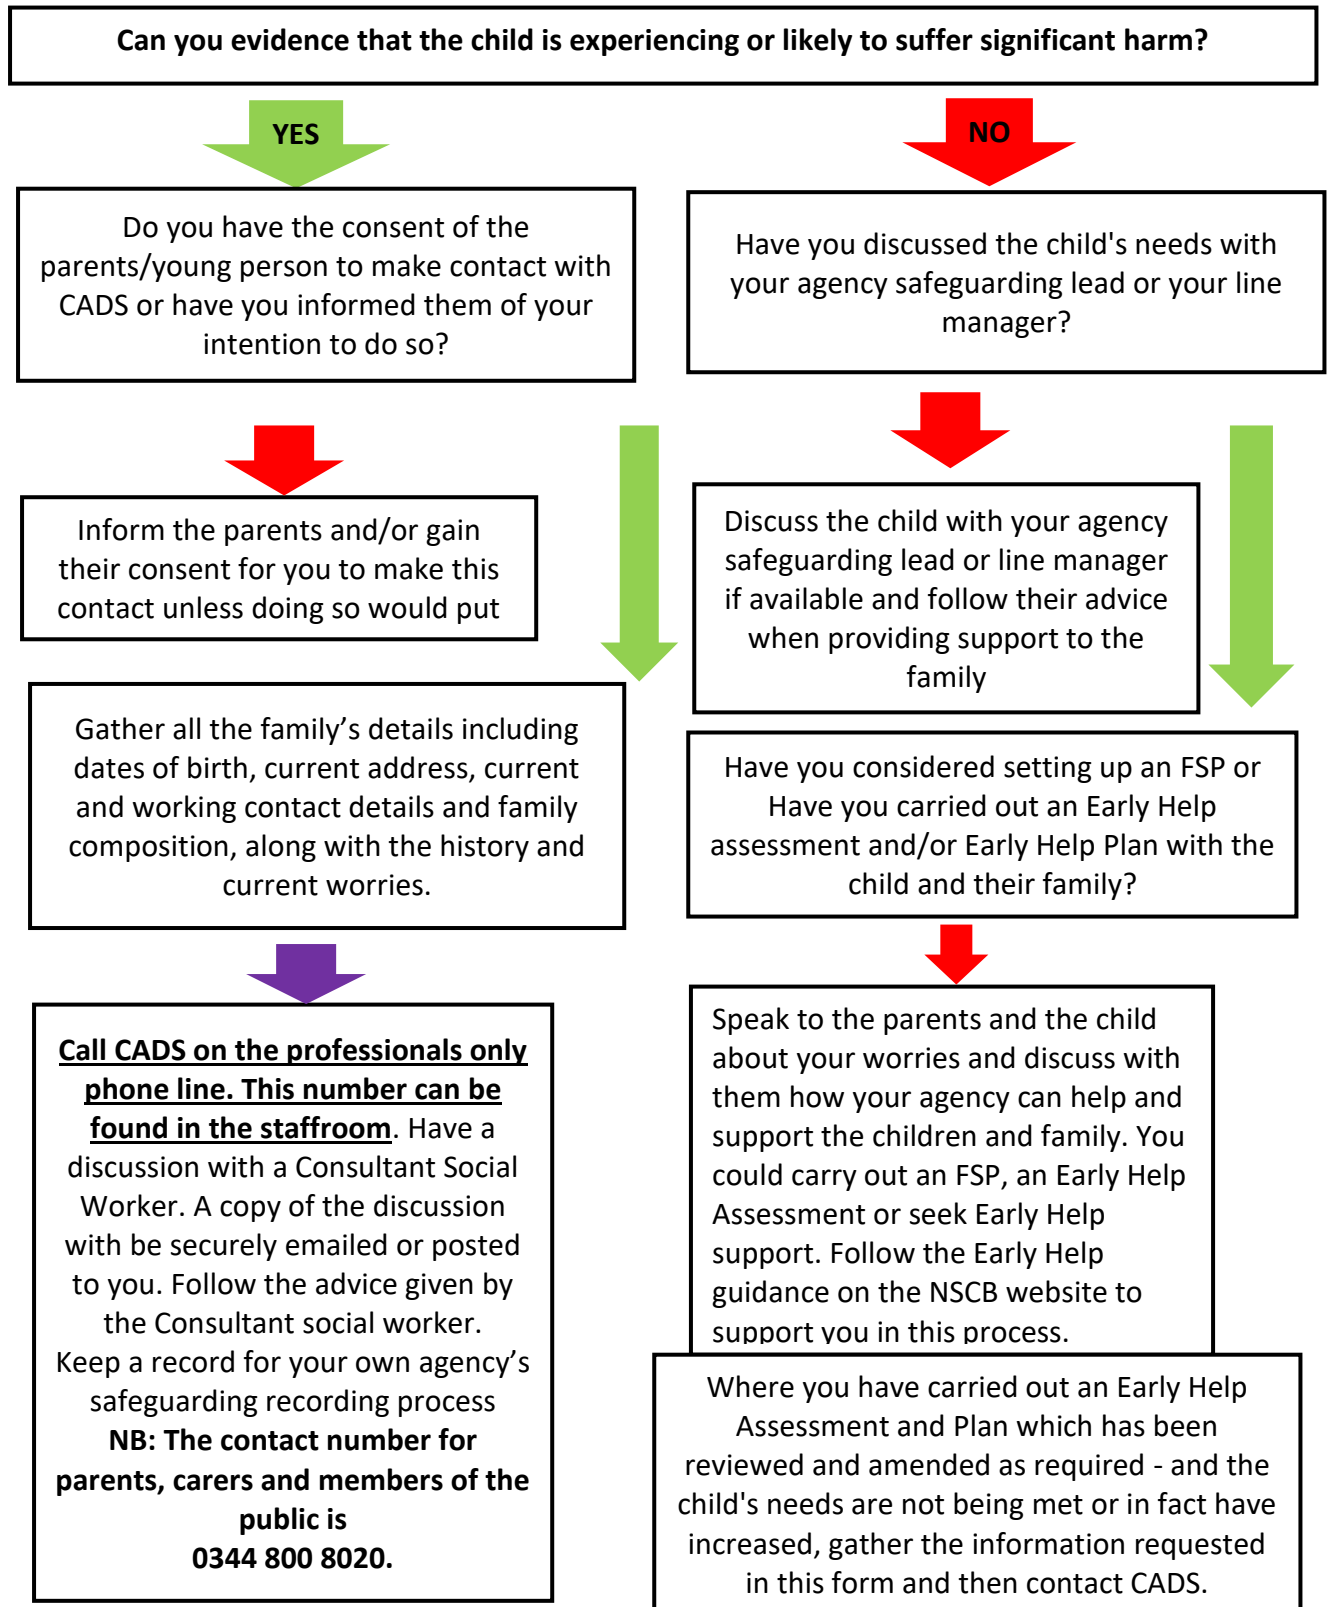 Can you evidence that the child is experiencing or likely to suffer significant harm?
YES
NO
Do you have the consent of the
parents/young person to make contact with
CADS or have you informed them of your
intention to do so?
Have you discussed the child's needs with
your agency safeguarding lead or your line
manager?
Inform the parents and/or gain
their consent for you to make this
contact unless doing so would put
Discuss the child with your agency
safeguarding lead or line manager
if available and follow their advice
when providing support to the
family
Gather all the family’s details including
dates of birth, current address, current
and working contact details and family
composition, along with the history and
current worries.
Have you considered setting up an FSP or
Have you carried out an Early Help
assessment and/or Early Help Plan with the
child and their family?
Call CADS on the professionals only
phone line. This number can be
found in the staffroom. Have a
discussion with a Consultant Social
Worker. A copy of the discussion
with be securely emailed or posted
to you. Follow the advice given by
the Consultant social worker.
Keep a record for your own agency’s
safeguarding recording process
NB: The contact number for
parents, carers and members of the
public is
0344 800 8020.
Speak to the parents and the child
about your worries and discuss with
them how your agency can help and
support the children and family. You
could carry out an FSP, an Early Help
Assessment or seek Early Help
support. Follow the Early Help
guidance on the NSCB website to
support you in this process.
Where you have carried out an Early Help
Assessment and Plan which has been
reviewed and amended as required - and the
child's needs are not being met or in fact have
increased, gather the information requested
in this form and then contact CADS.